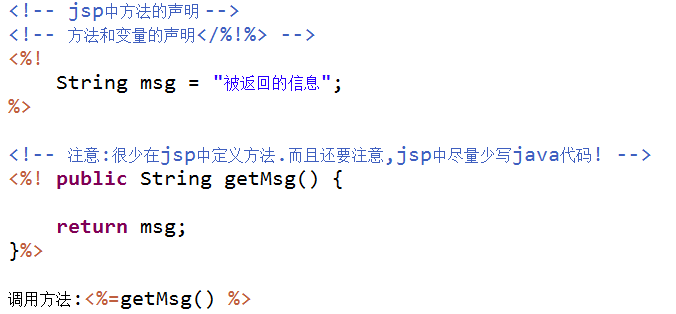 <!-- jsp中方法的声明 -->
<!-- 方法和变量的声明</%!%> -->
<%!
    String msg = "被返回的信息";
%>
<!-- 注意:很少在jsp中定义方法.而且还要注意,jsp中尽量少写java代码! -->
<%! public String getMsg() {
    return msg;
}%>
调用方法:<%=getMsg() %>